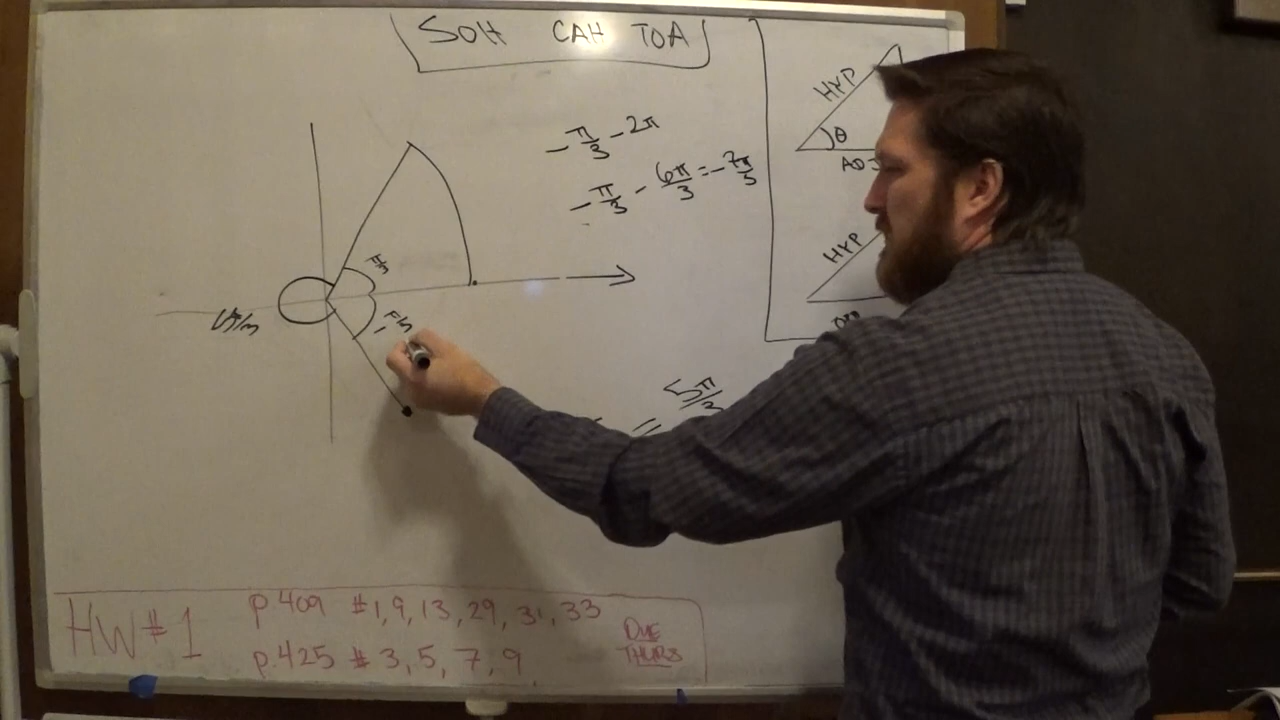 SOH CAH TOA
HYP
θ
AD
HYP
-π/3 - 2π
-π/3 - 6π/3 = -7π/3
π/3
-π/3
= 5π/3
HW#1
p.409 #1,9,13,29,31,33
p.425 # 3, 5, 7, 9
DUE
THURS